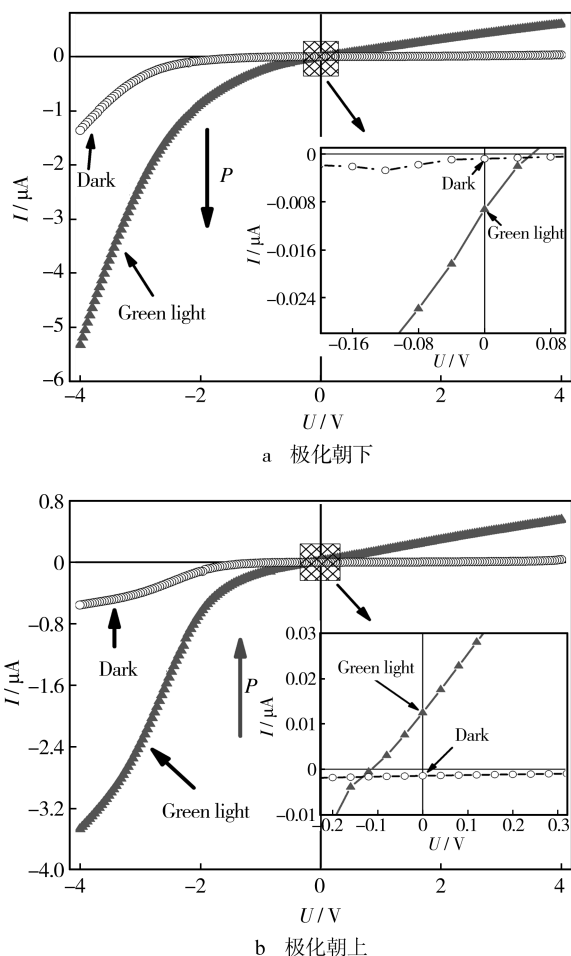 0
−1
−2
−3
−4
−5
−6
I / μA
Dark
P
Green light
0
−0.008
−0.016
−0.024
I / μA
Dark
Green light
−0.16
−0.08
0
0.08
U / V
−4
−2
0
2
4
U / V
a 极化朝下
0.8
0
−0.8
−1.6
−2.4
−3.2
−4.0
I / μA
Dark
P
Green light
0.03
0.02
0.01
0
−0.01
I / μA
Green light
Dark
−0.2
−0.1
0
0.1
0.2
0.3
U / V
−4
−2
0
2
4
U / V
b 极化朝上